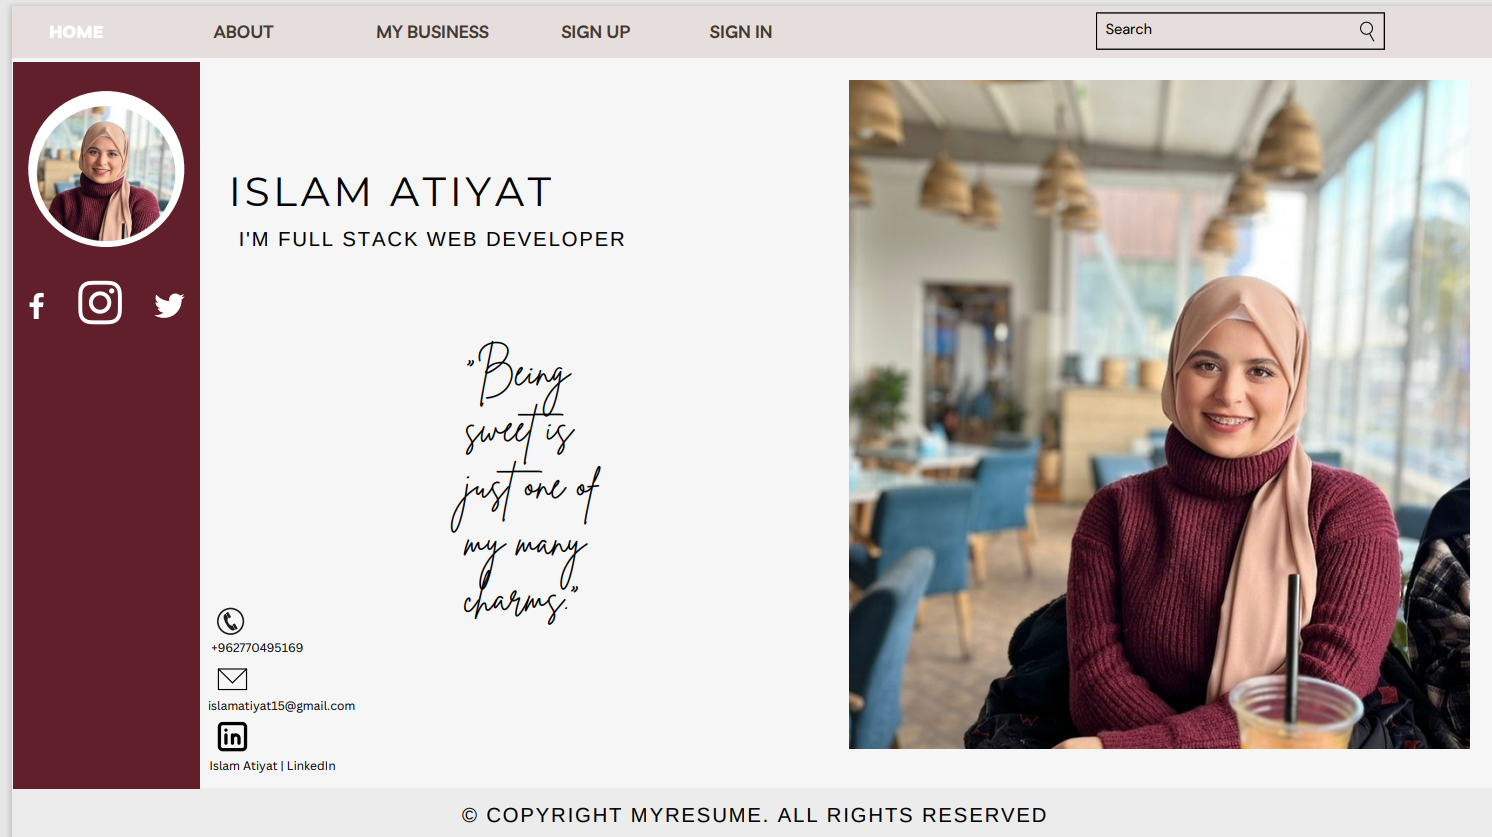 HOME ABOUT MY BUSINESS SIGN UP SIGN IN Search
ISLAM ATIYAT
I'M FULL STACK WEB DEVELOPER
"Being
sweet is
just one of
my many
charms."
+962770495169
islamatiyat15@gmail.com
in
Islam Atiyat | LinkedIn
© COPYRIGHT MYRESUME. ALL RIGHTS RESERVED